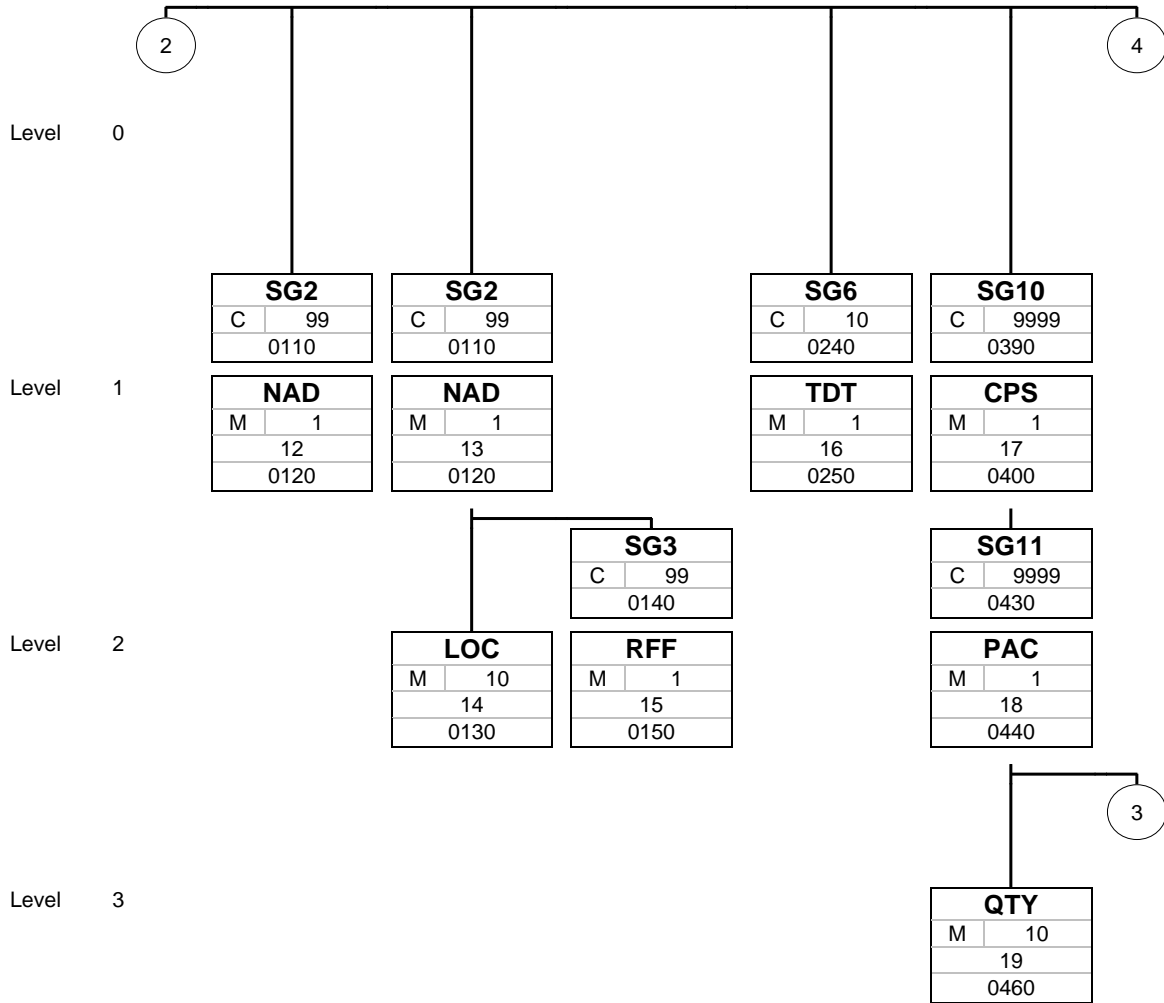 2
4
Level 0
SG2
C 99
0110
SG2
C 99
0110
SG6
C 10
0240
SG10
C 9999
0390
Level 1
NAD
M 1
12
0120
NAD
M 1
13
0120
TDT
M 1
16
0250
CPS
M 1
17
0400
SG3
C 99
0140
SG11
C 9999
0430
Level 2
LOC
M 10
14
0130
RFF
M 1
15
0150
PAC
M 1
18
0440
3
Level 3
QTY
M 10
19
0460